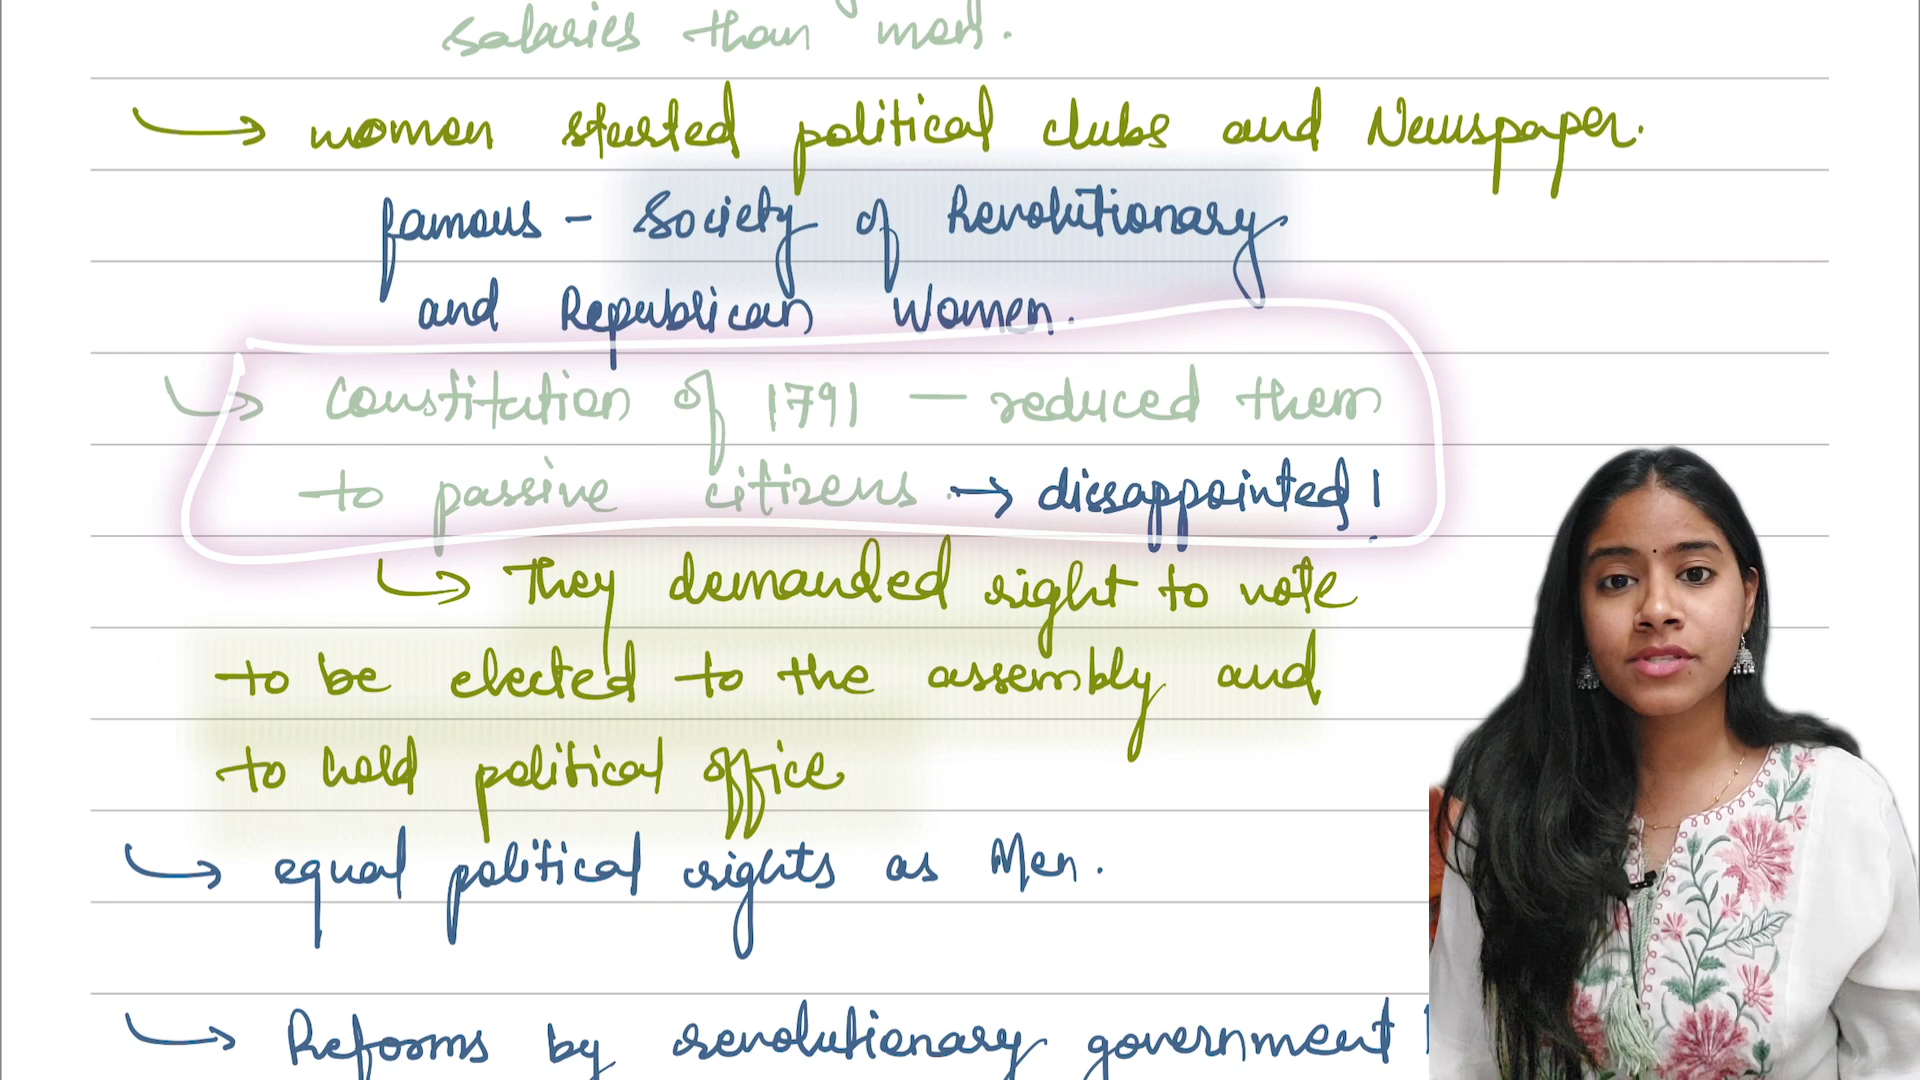 salaries than men.
→ women started political clubs and Newspaper.
famous - Society of Revolutionary
and Republican Women.
↳ constitution of 1791 — reduced them
to passive citizens. → dissappointed!
↳ They demanded right to vote
to be elected to the assembly and
to hold political office
→ equal political rights as Men.
→ Reforms by revolutionary government